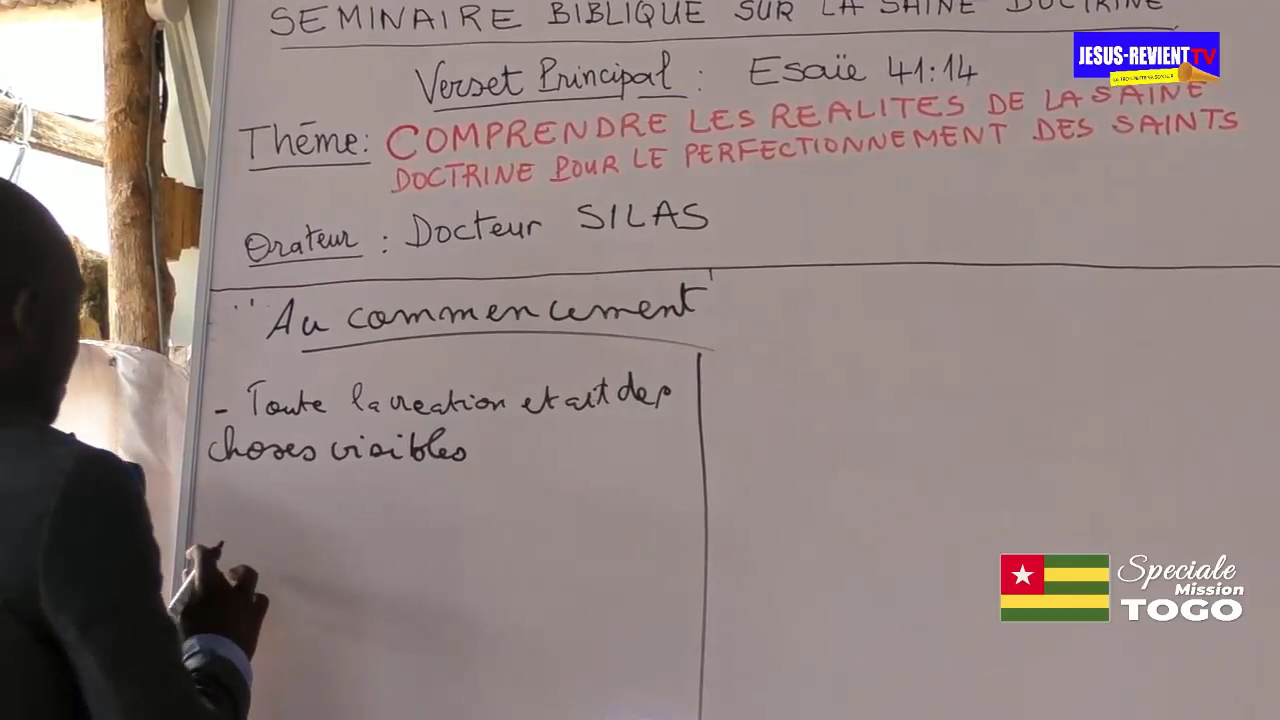 SEMINAIRE BIBLIQUE SUR LA SAINE DOCTRINE
JESUS-REVIENT TV
Verset Principal : Esaïe 41:14
Thème: COMPRENDRE LES REALITES DE LA SAINE
DOCTRINE POUR LE PERFECTIONNEMENT DES SAINTS
Orateur : Docteur SILAS
"Au commencement"
- Toute la creation etait des
choses visibles
Speciale
Mission
TOGO